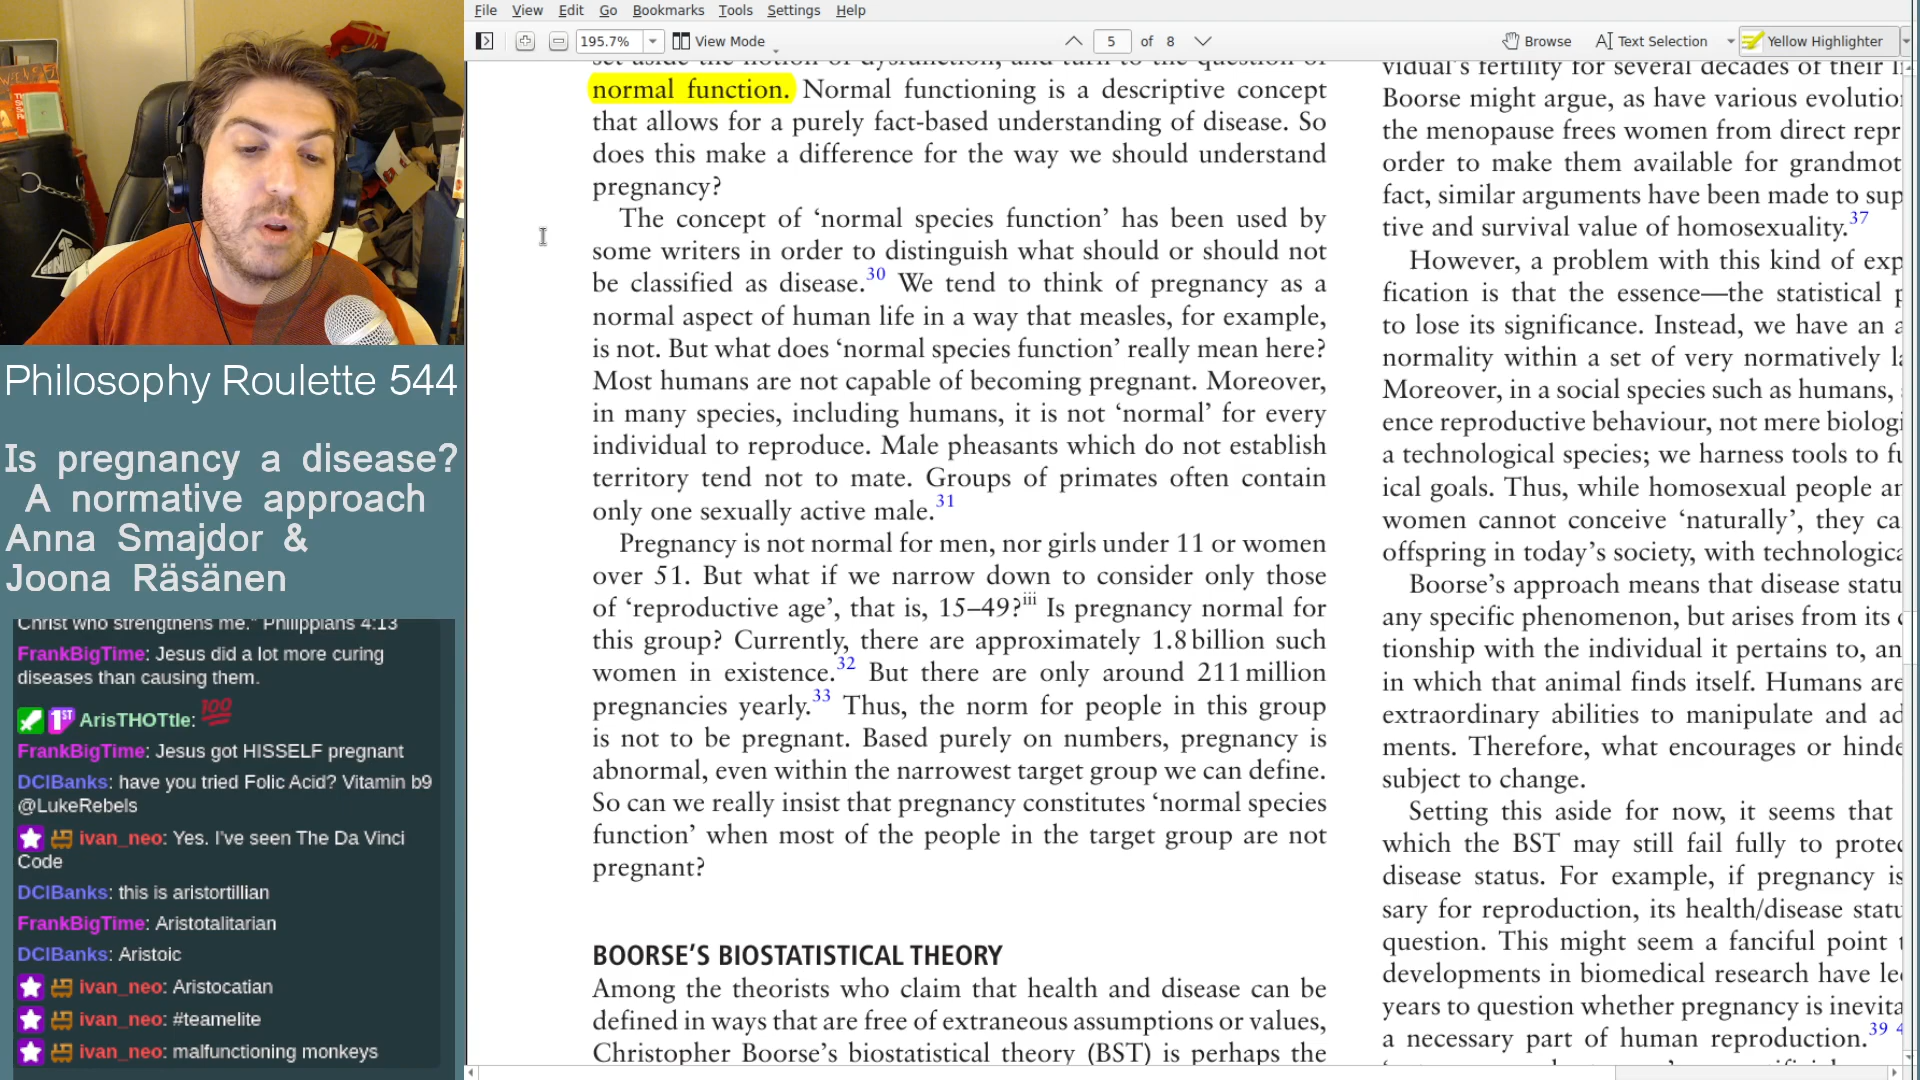 File View Edit Go Bookmarks Tools Settings Help
195.7% View Mode 5 of 8 Browse Text Selection Yellow Highlighter
normal function. Normal functioning is a descriptive concept
that allows for a purely fact-based understanding of disease. So
does this make a difference for the way we should understand
pregnancy?
The concept of ‘normal species function’ has been used by
some writers in order to distinguish what should or should not
be classified as disease.30 We tend to think of pregnancy as a
normal aspect of human life in a way that measles, for example,
is not. But what does ‘normal species function’ really mean here?
Most humans are not capable of becoming pregnant. Moreover,
in many species, including humans, it is not ‘normal’ for every
individual to reproduce. Male pheasants which do not establish
territory tend not to mate. Groups of primates often contain
only one sexually active male.31
Pregnancy is not normal for men, nor girls under 11 or women
over 51. But what if we narrow down to consider only those
of ‘reproductive age’, that is, 15–49?iii Is pregnancy normal for
this group? Currently, there are approximately 1.8 billion such
women in existence.32 But there are only around 211 million
pregnancies yearly.33 Thus, the norm for people in this group
is not to be pregnant. Based purely on numbers, pregnancy is
abnormal, even within the narrowest target group we can define.
So can we really insist that pregnancy constitutes ‘normal species
function’ when most of the people in the target group are not
pregnant?
BOORSE’S BIOSTATISTICAL THEORY
Among the theorists who claim that health and disease can be
defined in ways that are free of extraneous assumptions or values,
Christopher Boorse’s biostatistical theory (BST) is perhaps the
vidual’s fertility for several decades of their
Boorse might argue, as have various
the menopause frees women from direct
order to make them available for
fact, similar arguments have been made to
tive and survival value of homosexuality.37
However, a problem with this kind of
fication is that the essence—the statistical
to lose its significance. Instead, we have an
normality within a set of very normatively
Moreover, in a social species such as humans,
ence reproductive behaviour, not mere
a technological species; we harness tools to
ical goals. Thus, while homosexual people
women cannot conceive ‘naturally’, they
offspring in today’s society, with
Boorse’s approach means that disease
any specific phenomenon, but arises from its
tionship with the individual it pertains to,
in which that animal finds itself. Humans are
extraordinary abilities to manipulate and
ments. Therefore, what encourages or
subject to change.
Setting this aside for now, it seems that
which the BST may still fail fully to
disease status. For example, if pregnancy is
sary for reproduction, its health/disease
question. This might seem a fanciful point
developments in biomedical research have
years to question whether pregnancy is
a necessary part of human reproduction.39
Philosophy Roulette 544
Is pregnancy a disease?
A normative approach
Anna Smajdor &
Joona Räsänen
Christ who strengthens me." Philippians 4:13
FrankBigTime: Jesus did a lot more curing
diseases than causing them.
ArisTHOTtle: 100
FrankBigTime: Jesus got HISSELF pregnant
DCIBanks: have you tried Folic Acid? Vitamin b9
@LukeRebels
ivan_neo: Yes. I've seen The Da Vinci
Code
DCIBanks: this is aristortillian
FrankBigTime: Aristotalitarian
DCIBanks: Aristoic
ivan_neo: Aristocatian
ivan_neo: #teamelite
ivan_neo: malfunctioning monkeys